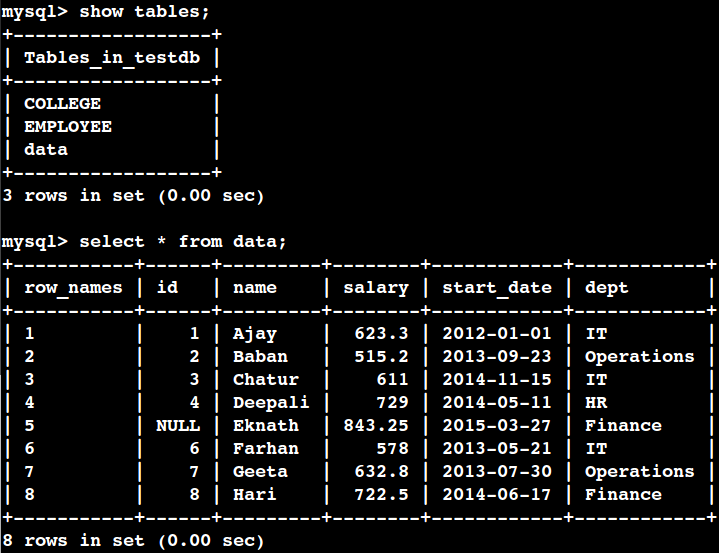 mysql> show tables;
+------------------+
| Tables_in_testdb |
+------------------+
| COLLEGE          |
| EMPLOYEE         |
| data             |
+------------------+
3 rows in set (0.00 sec)

mysql> select * from data;
+-----------+------+---------+--------+------------+------------+
| row_names | id   | name    | salary | start_date | dept       |
+-----------+------+---------+--------+------------+------------+
| 1         |    1 | Ajay    |  623.3 | 2012-01-01 | IT         |
| 2         |    2 | Baban   |  515.2 | 2013-09-23 | Operations |
| 3         |    3 | Chatur  |    611 | 2014-11-15 | IT         |
| 4         |    4 | Deepali |    729 | 2014-05-11 | HR         |
| 5         | NULL | Eknath  | 843.25 | 2015-03-27 | Finance    |
| 6         |    6 | Farhan  |    578 | 2013-05-21 | IT         |
| 7         |    7 | Geeta   |  632.8 | 2013-07-30 | Operations |
| 8         |    8 | Hari    |  722.5 | 2014-06-17 | Finance    |
+-----------+------+---------+--------+------------+------------+
8 rows in set (0.00 sec)